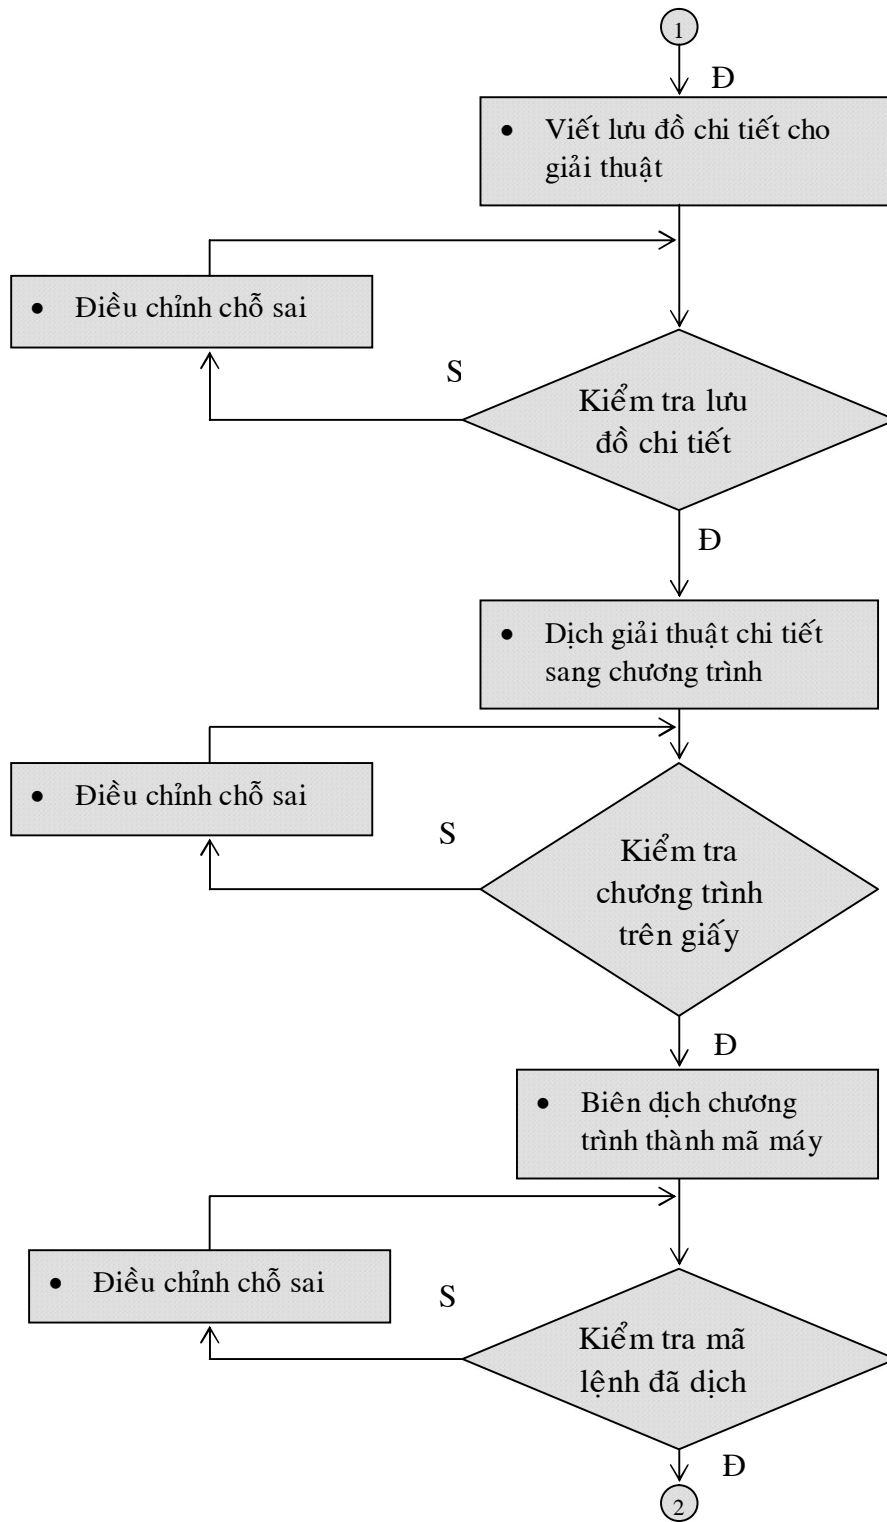 1
Đ
• Viết lưu đồ chi tiết cho
giải thuật
• Điều chỉnh chỗ sai
S
Kiểm tra lưu
đồ chi tiết
Đ
• Dịch giải thuật chi tiết
sang chương trình
• Điều chỉnh chỗ sai
S
Kiểm tra
chương trình
trên giấy
Đ
• Biên dịch chương
trình thành mã máy
• Điều chỉnh chỗ sai
S
Kiểm tra mã
lệnh đã dịch
Đ
2